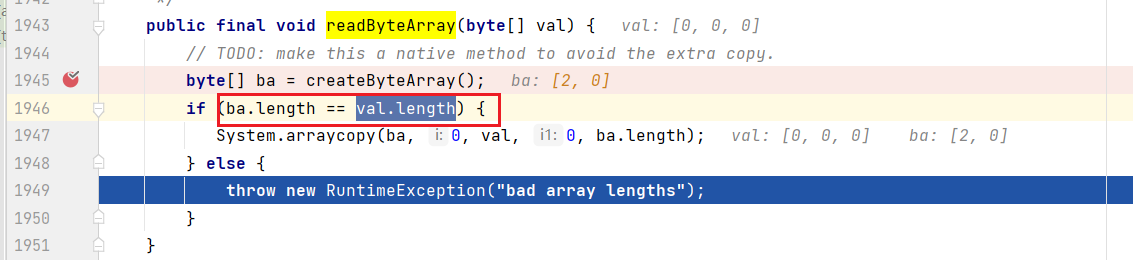 1942 */
1943 public final void readByteArray(byte[] val) { val: [0, 0, 0]
1944 // TODO: make this a native method to avoid the extra copy.
1945 byte[] ba = createByteArray(); ba: [2, 0]
1946 if (ba.length == val.length) {
1947 System.arraycopy(ba, i: 0, val, i1: 0, ba.length); val: [0, 0, 0] ba: [2, 0]
1948 } else {
1949 throw new RuntimeException("bad array lengths");
1950 }
1951 }